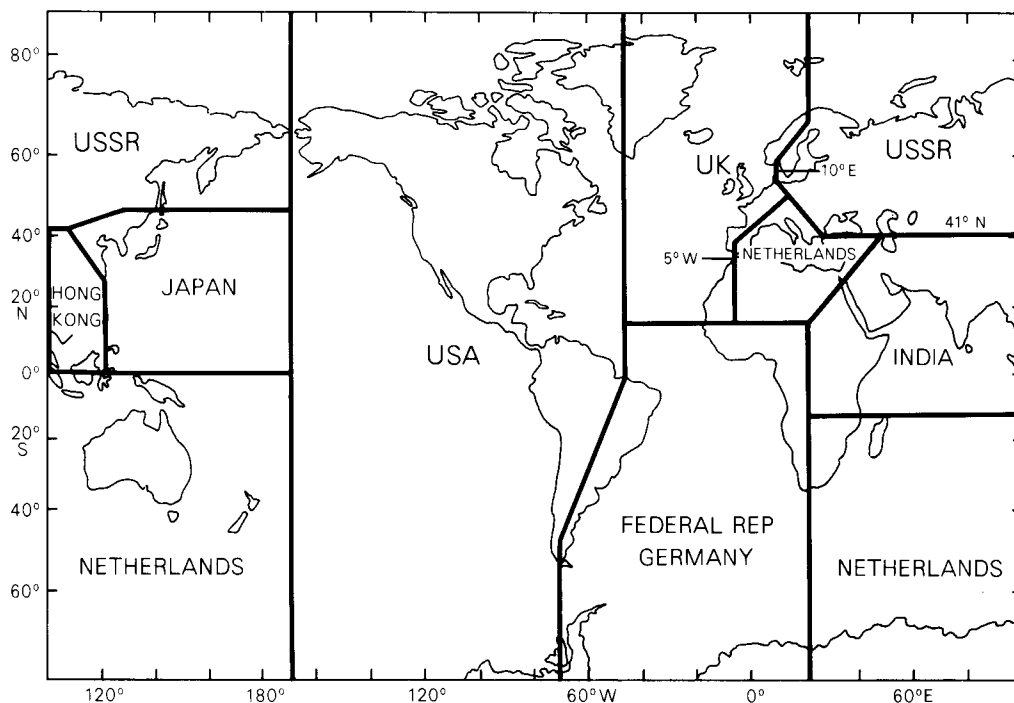 80°
60°
40°
20°
N
0°
20°
S
40°
60°
USSR
HONG
KONG
JAPAN
NETHERLANDS
USA
UK
10°E
USSR
41° N
5° W
NETHERLANDS
INDIA
FEDERAL REP
GERMANY
NETHERLANDS
120°
180°
120°
60°W
0°
60°E